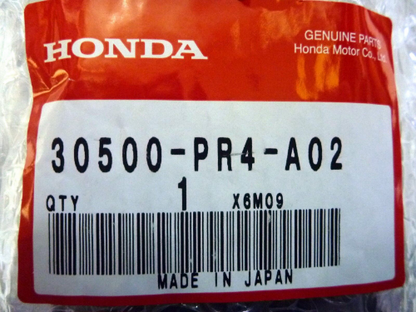 HONDA
GENUINE PARTS
Honda Motor Co., Ltd.
30500-PR4-A02
QTY 1 X6M09
MADE IN JAPAN